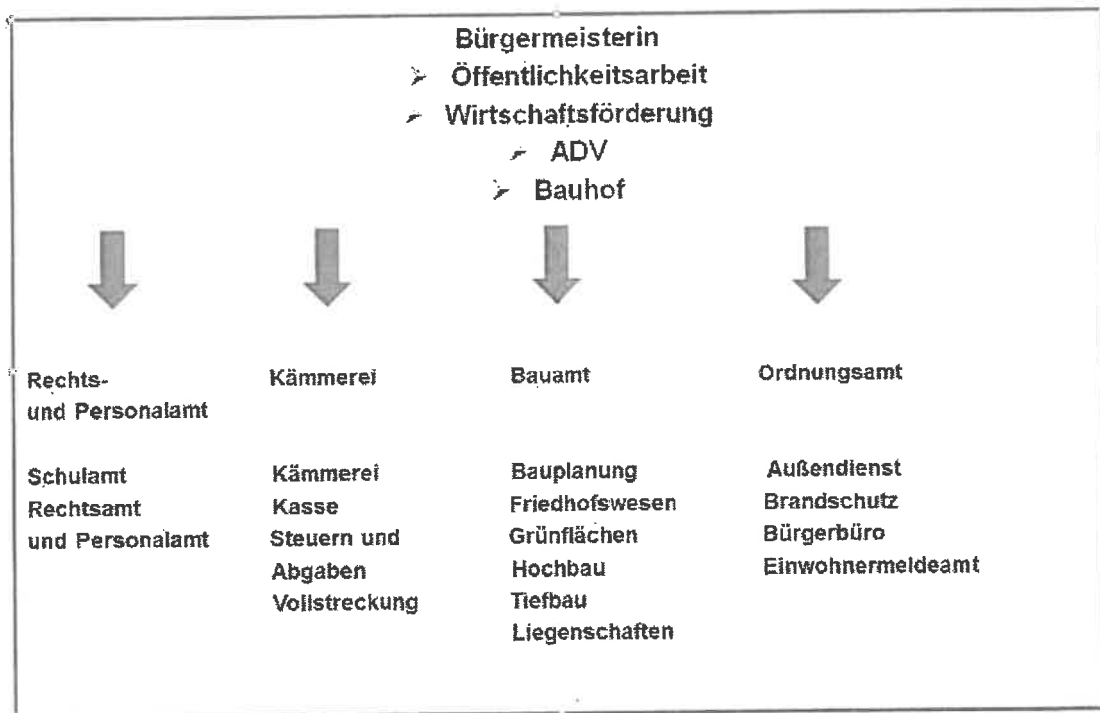 Bürgermeisterin
➢ Öffentlichkeitsarbeit
➢ Wirtschaftsförderung
➢ ADV
➢ Bauhof
Rechts-
und Personalamt
Schulamt
Rechtsamt
und Personalamt
Kämmerei
Kämmerei
Kasse
Steuern und
Abgaben
Vollstreckung
Bauamt
Bauplanung
Friedhofswesen
Grünflächen
Hochbau
Tiefbau
Liegenschaften
Ordnungsamt
Außendienst
Brandschutz
Bürgerbüro
Einwohnermeldeamt